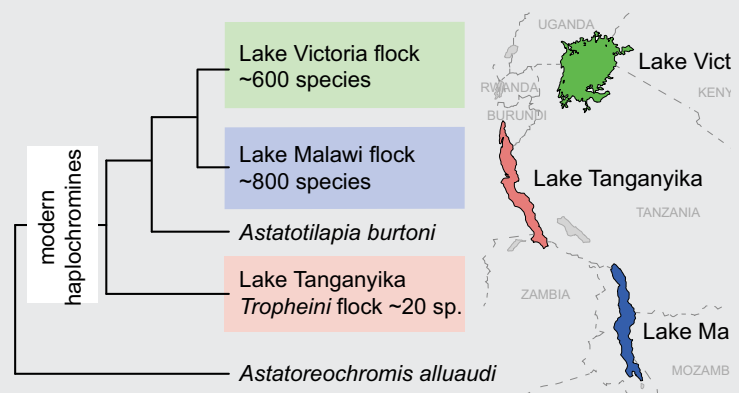 Lake Victoria flock
~600 species
Lake Malawi flock
~800 species
modern
haplochromines
Astatotilapia burtoni
Lake Tanganyika
Tropheini flock ~20 sp.
Astatoreochromis alluaudi
UGANDA
Lake Vict
RWANDA
KENY
BURUNDI
Lake Tanganyika
TANZANIA
ZAMBIA
Lake Ma
MOZAMB